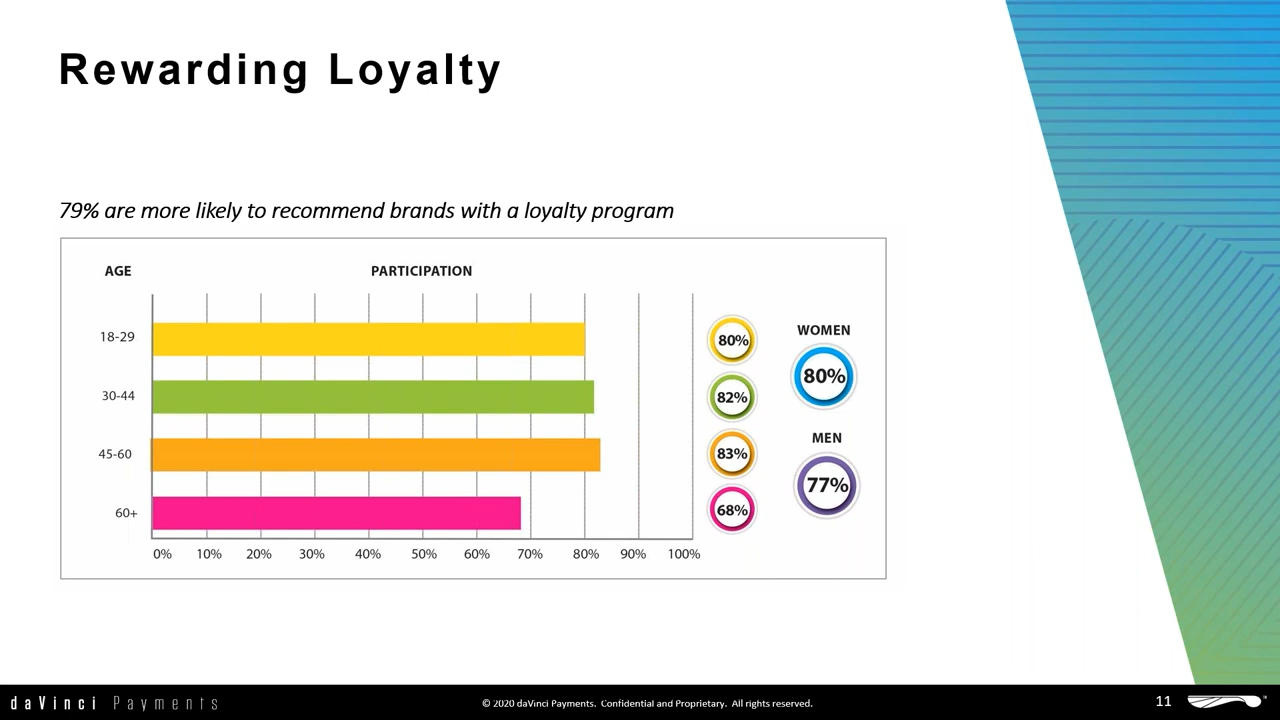 Rewarding Loyalty
79% are more likely to recommend brands with a loyalty program
AGE PARTICIPATION
18-29 80%
30-44 82%
45-60 83%
60+ 68%
0% 10% 20% 30% 40% 50% 60% 70% 80% 90% 100%
WOMEN
80%
MEN
77%
daVinci Payments © 2020 daVinci Payments. Confidential and Proprietary. All rights reserved. 11 ™